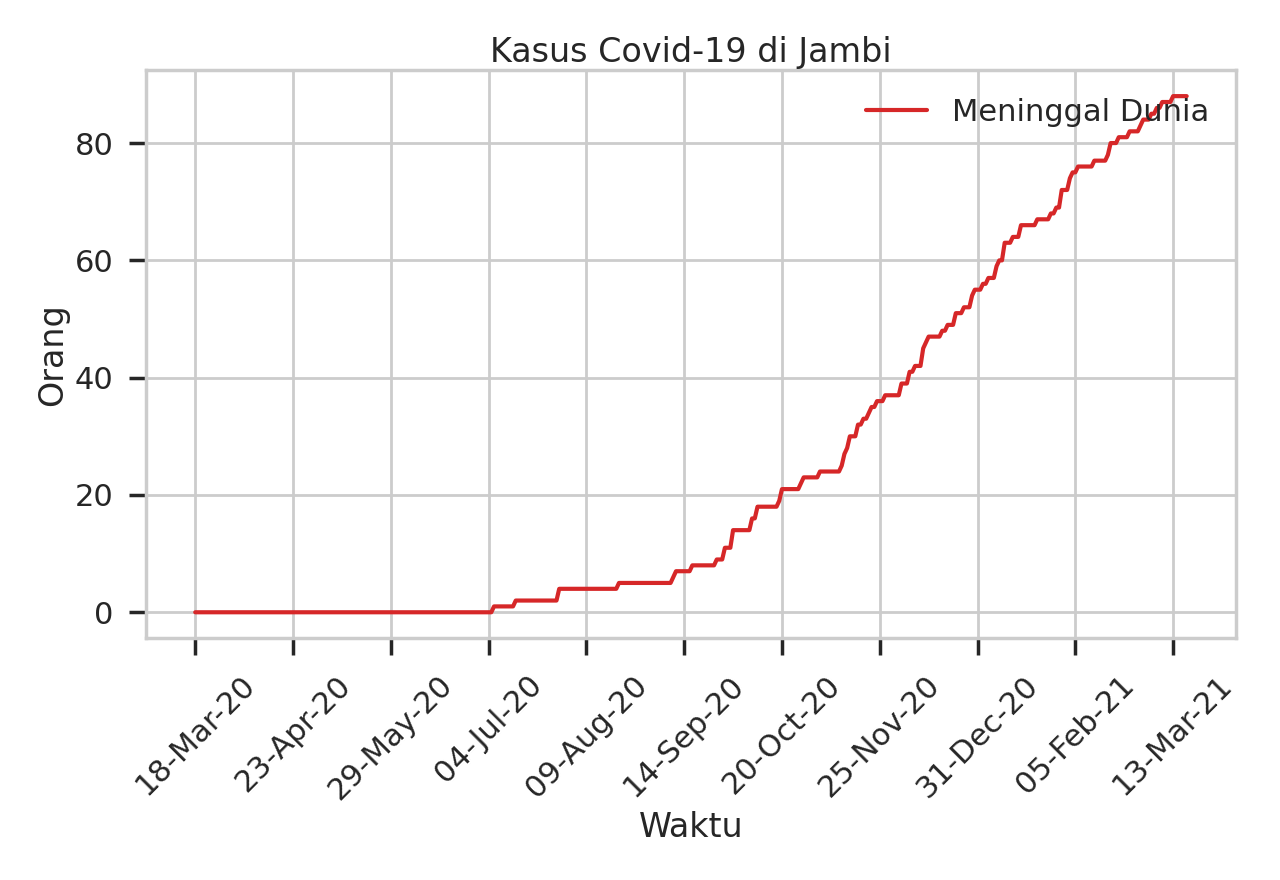 Kasus Covid-19 di Jambi
Meninggal Dunia
80
60
40
20
0
Orang
18-Mar-20
23-Apr-20
29-May-20
04-Jul-20
09-Aug-20
14-Sep-20
20-Oct-20
25-Nov-20
31-Dec-20
05-Feb-21
13-Mar-21
Waktu